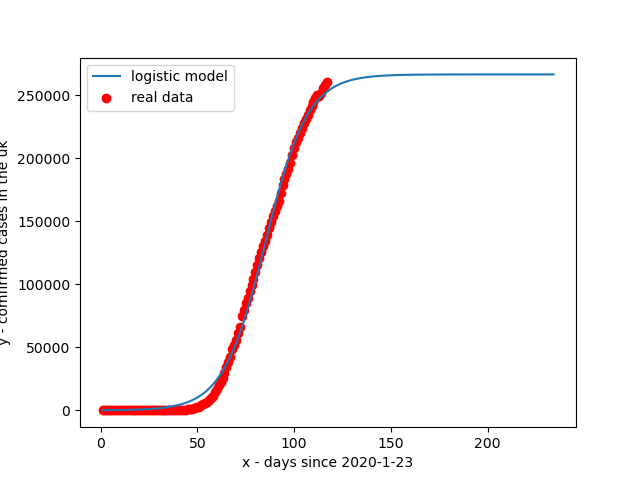 logistic model
real data
250000
200000
150000
100000
50000
0
y - comfirmed cases in the uk
0 50 100 150 200
x - days since 2020-1-23